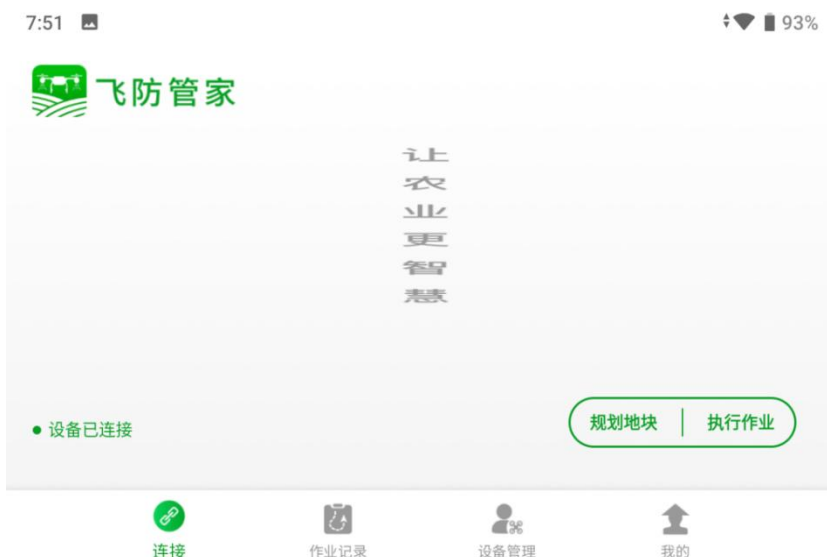 7:51 93%
飞防管家
让
农
业
更
智
慧
设备已连接
规划地块 执行作业
连接 作业记录 设备管理 我的